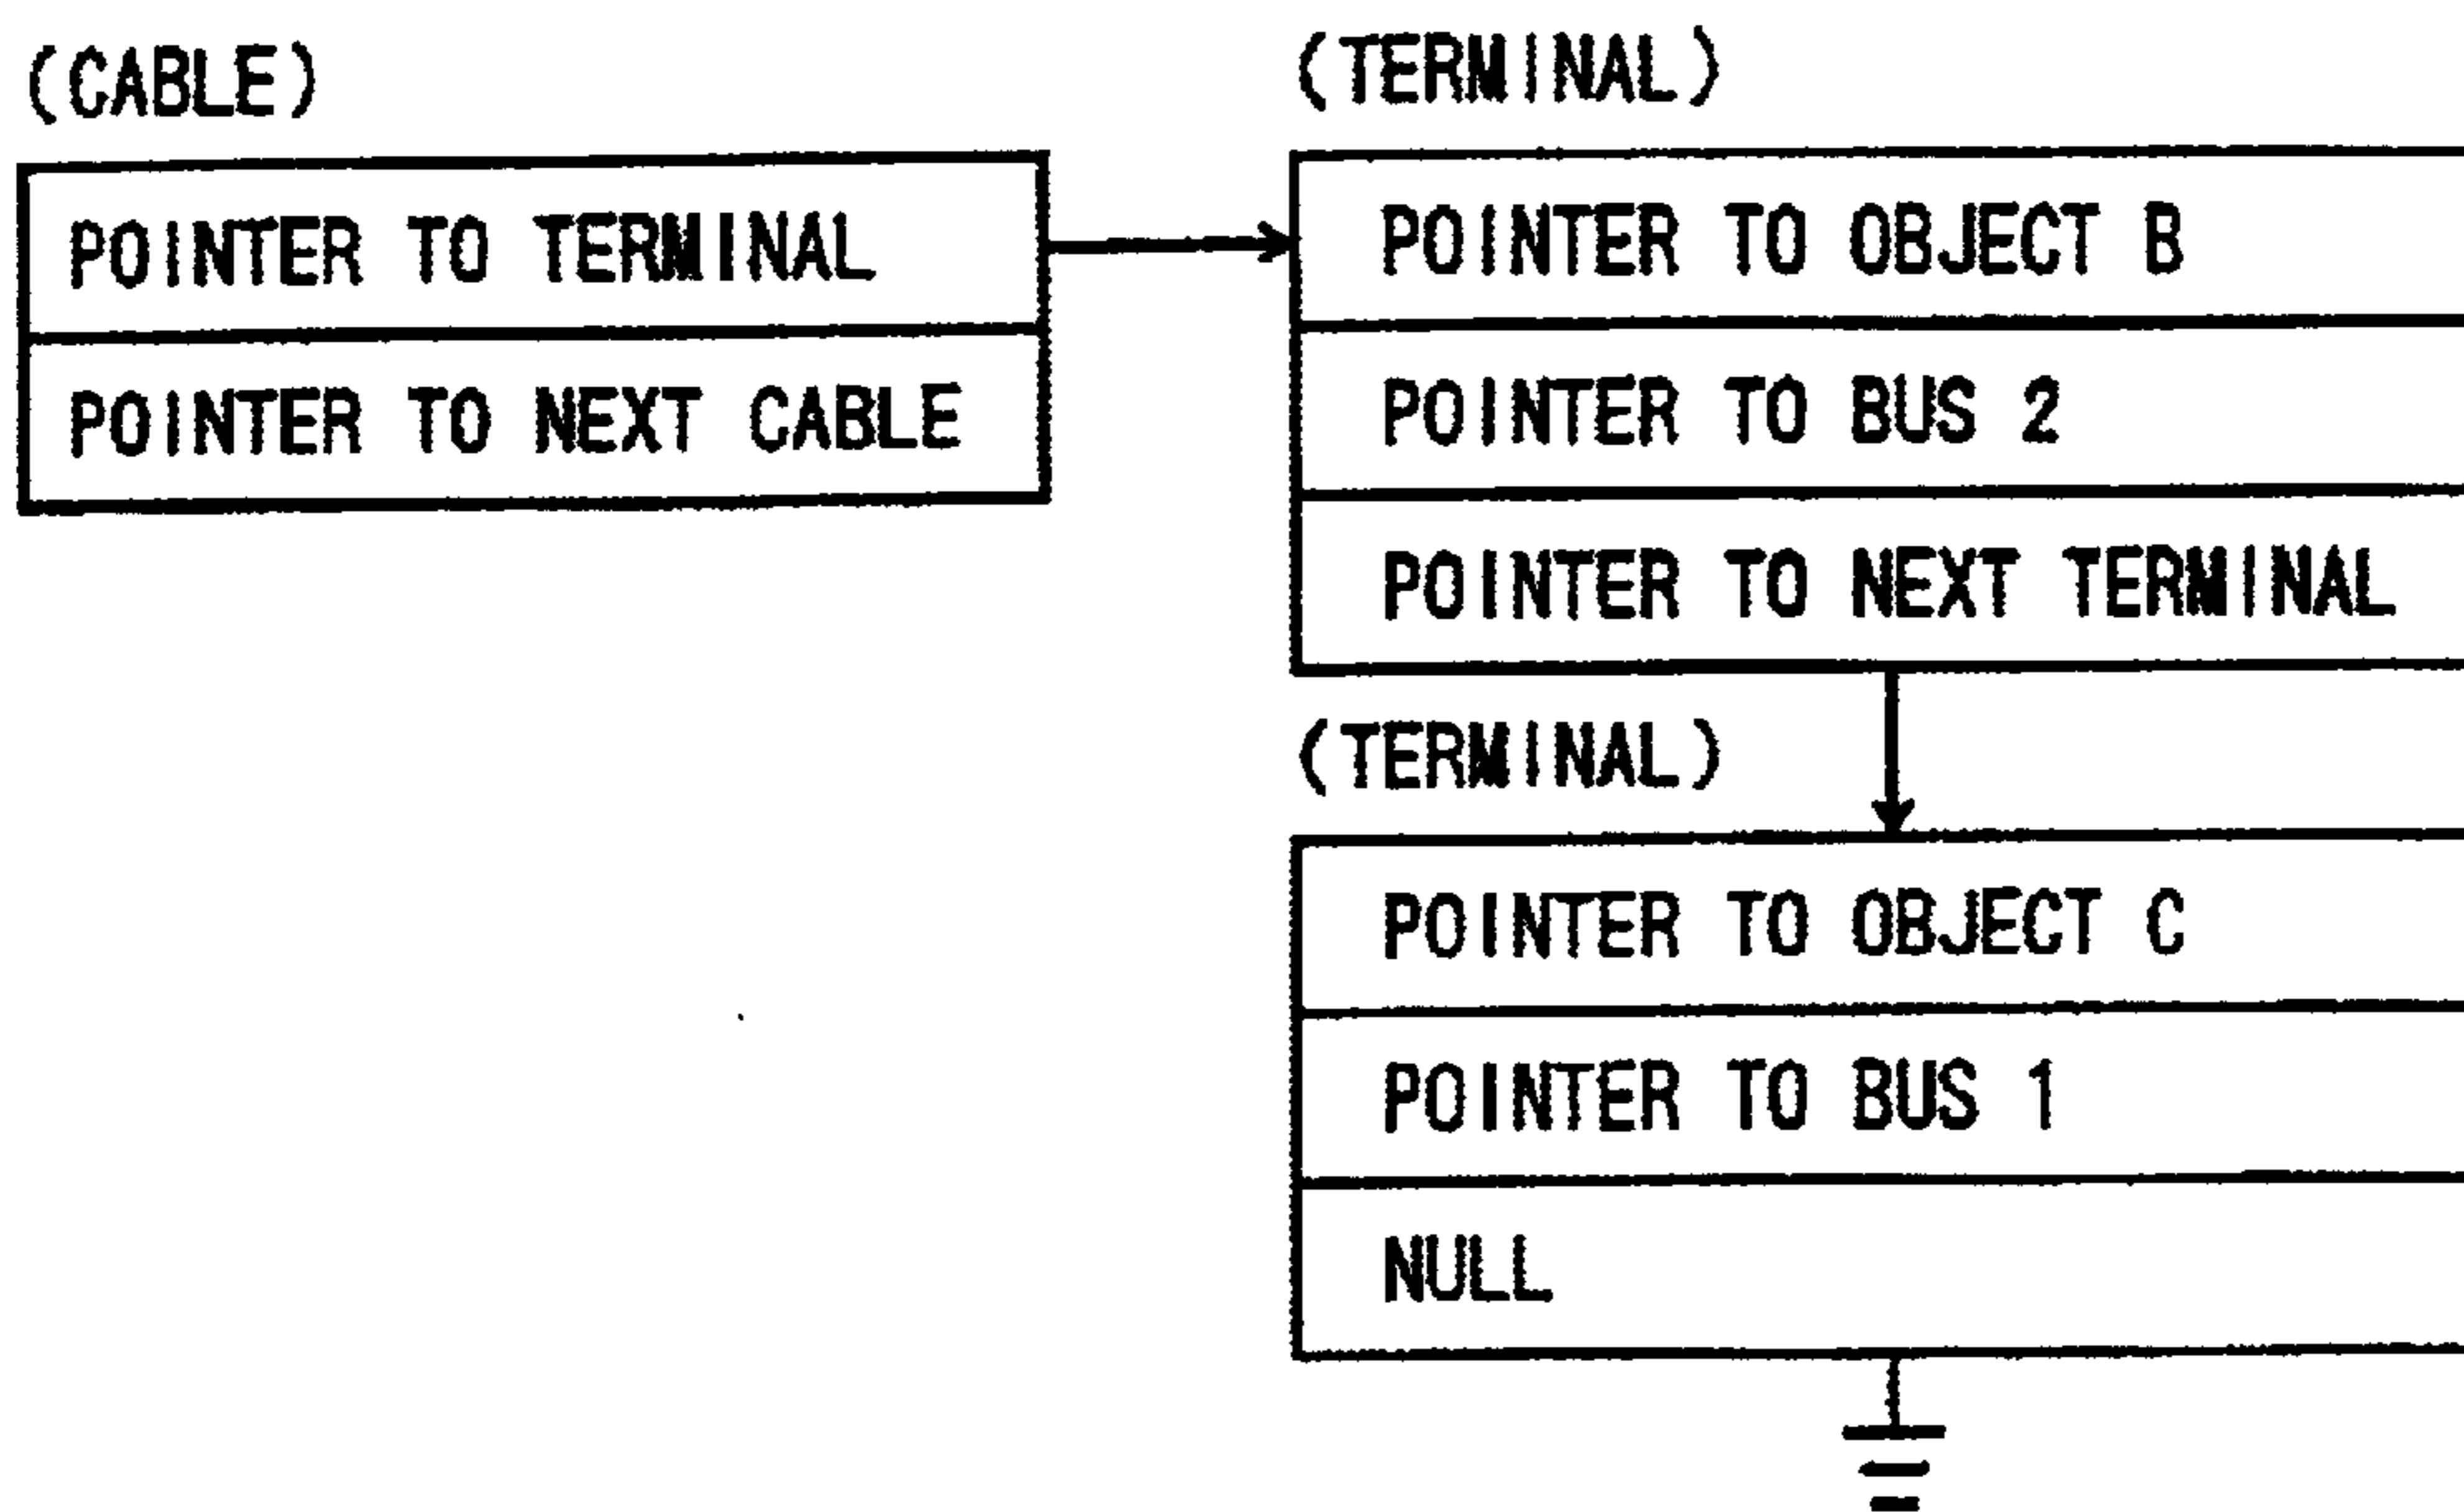 (CABLE)
POINTER TO TERMINAL
POINTER TO NEXT CABLE
(TERMINAL)
POINTER TO OBJECT B
POINTER TO BUS 2
POINTER TO NEXT TERMINAL
(TERMINAL)
POINTER TO OBJECT C
POINTER TO BUS 1
NULL